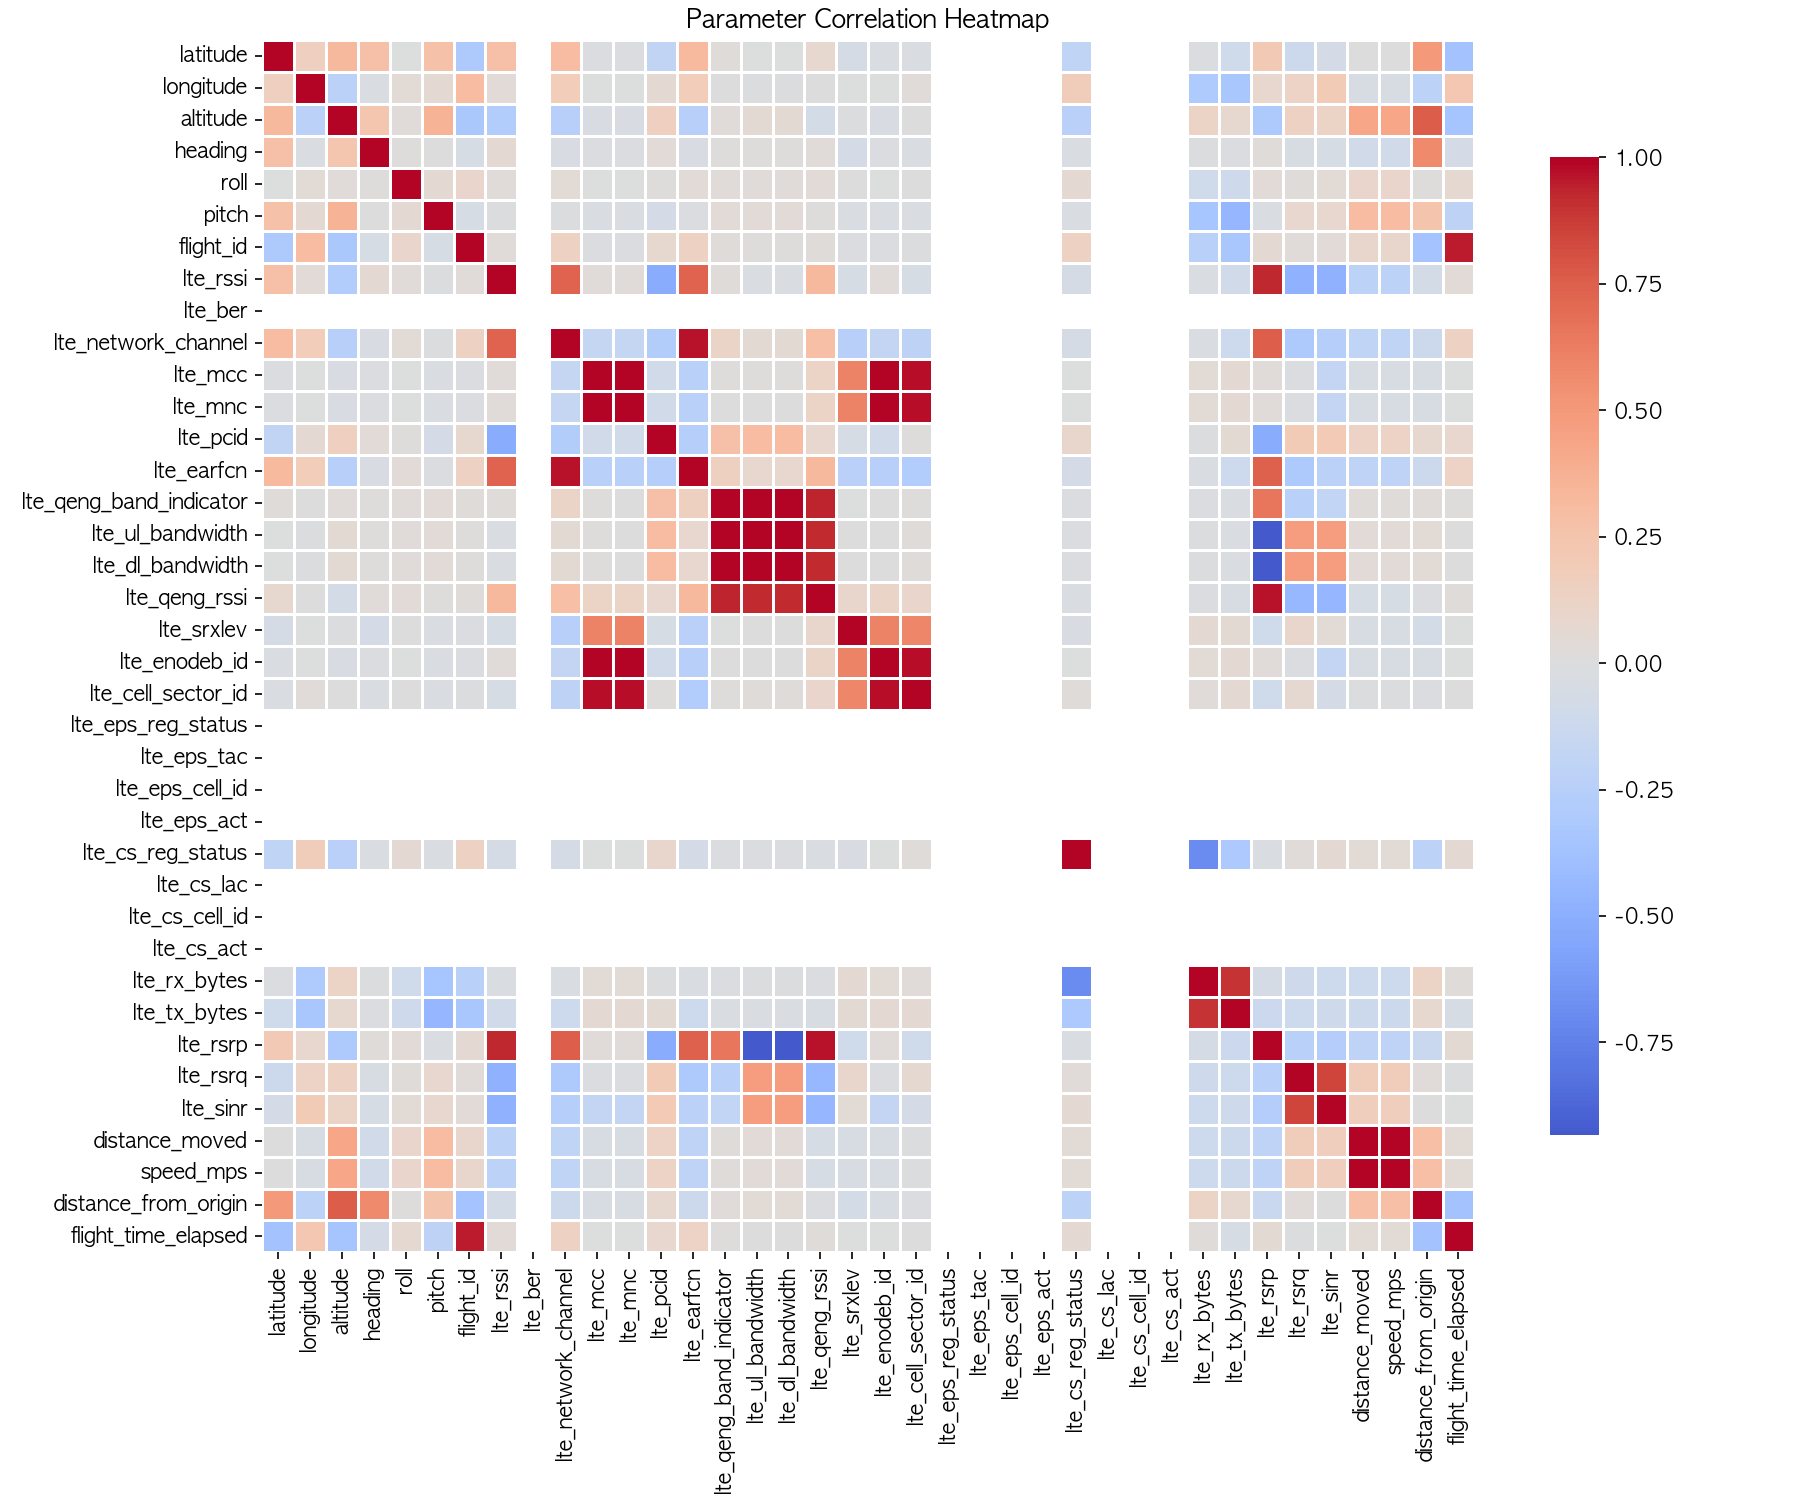 Parameter Correlation Heatmap
latitude
longitude
altitude
heading
roll
pitch
flight_id
lte_rssi
lte_ber
lte_network_channel
lte_mcc
lte_mnc
lte_pcid
lte_earfcn
lte_qeng_band_indicator
lte_ul_bandwidth
lte_dl_bandwidth
lte_qeng_rssi
lte_srxlev
lte_enodeb_id
lte_cell_sector_id
lte_eps_reg_status
lte_eps_tac
lte_eps_cell_id
lte_eps_act
lte_cs_reg_status
lte_cs_lac
lte_cs_cell_id
lte_cs_act
lte_rx_bytes
lte_tx_bytes
lte_rsrp
lte_rsrq
lte_sinr
distance_moved
speed_mps
distance_from_origin
flight_time_elapsed
latitude
longitude
altitude
heading
roll
pitch
flight_id
lte_rssi
lte_ber
lte_network_channel
lte_mcc
lte_mnc
lte_pcid
lte_earfcn
lte_qeng_band_indicator
lte_ul_bandwidth
lte_dl_bandwidth
lte_qeng_rssi
lte_srxlev
lte_enodeb_id
lte_cell_sector_id
lte_eps_reg_status
lte_eps_tac
lte_eps_cell_id
lte_eps_act
lte_cs_reg_status
lte_cs_lac
lte_cs_cell_id
lte_cs_act
lte_rx_bytes
lte_tx_bytes
lte_rsrp
lte_rsrq
lte_sinr
distance_moved
speed_mps
distance_from_origin
flight_time_elapsed
1.00
0.75
0.50
0.25
0.00
-0.25
-0.50
-0.75